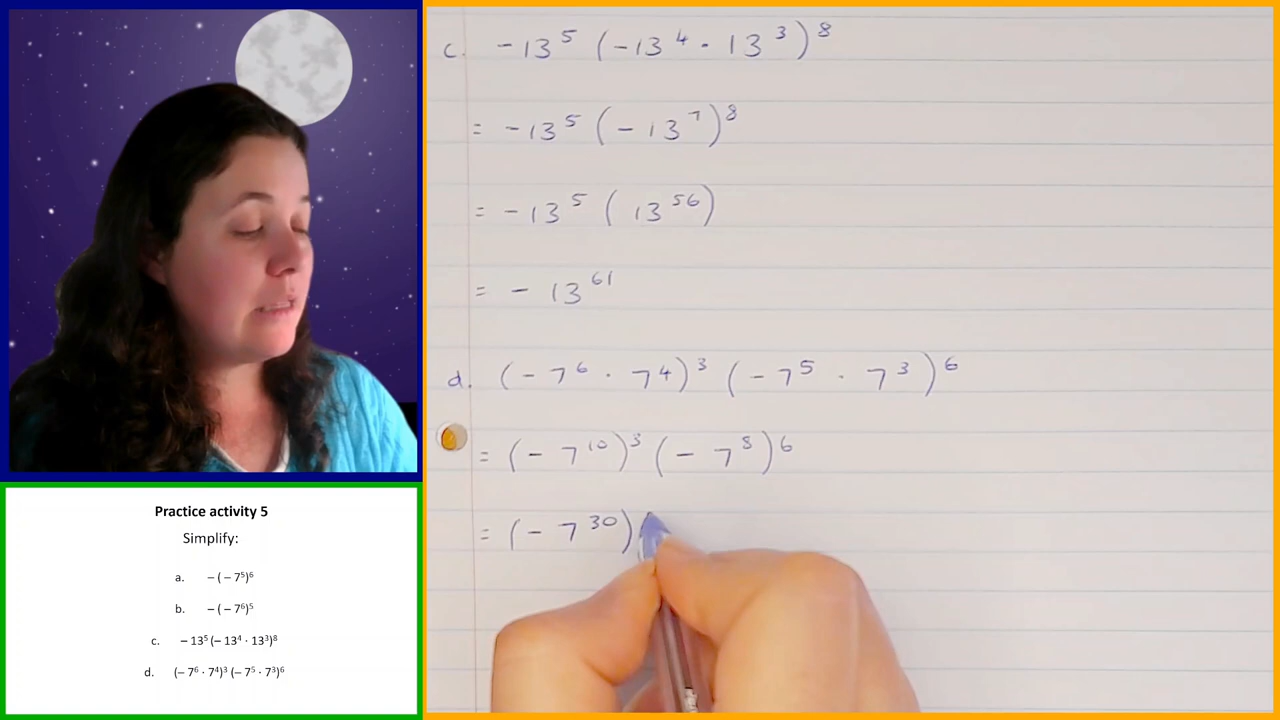 c. -13⁵ (-13⁴ · 13³)⁸
= -13⁵ (-13⁷)⁸
= -13⁵ (13⁵⁶)
= - 13⁶¹
d. (-7⁶ · 7⁴)³ (-7⁵ · 7³)⁶
= (-7¹⁰)³ (-7⁸)⁶
= (-7³⁰)
Practice activity 5
Simplify:
a. – ( – 7⁵)⁶
b. – ( – 7⁶)⁵
c. – 13⁵ (– 13⁴ · 13³)⁸
d. (– 7⁶ · 7⁴)³ (– 7⁵ · 7³)⁶